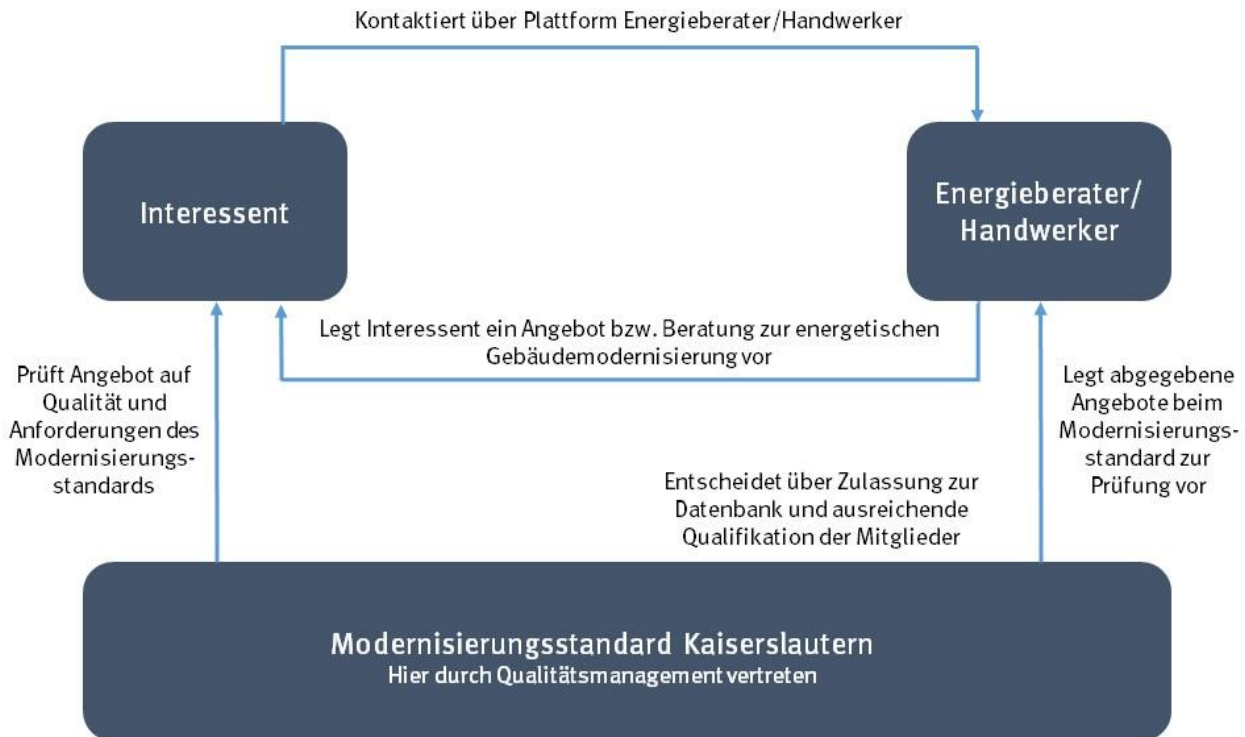 Kontaktiert über Plattform Energieberater/Handwerker
Interessent
Energieberater/
Handwerker
Legt Interessent ein Angebot bzw. Beratung zur energetischen
Gebäudemodernisierung vor
Prüft Angebot auf
Qualität und
Anforderungen des
Modernisierungs-
standards
Legt abgegebene
Angebote beim
Modernisierungs-
standard zur
Prüfung vor
Entscheidet über Zulassung zur
Datenbank und ausreichende
Qualifikation der Mitglieder
Modernisierungsstandard Kaiserslautern
Hier durch Qualitätsmanagement vertreten